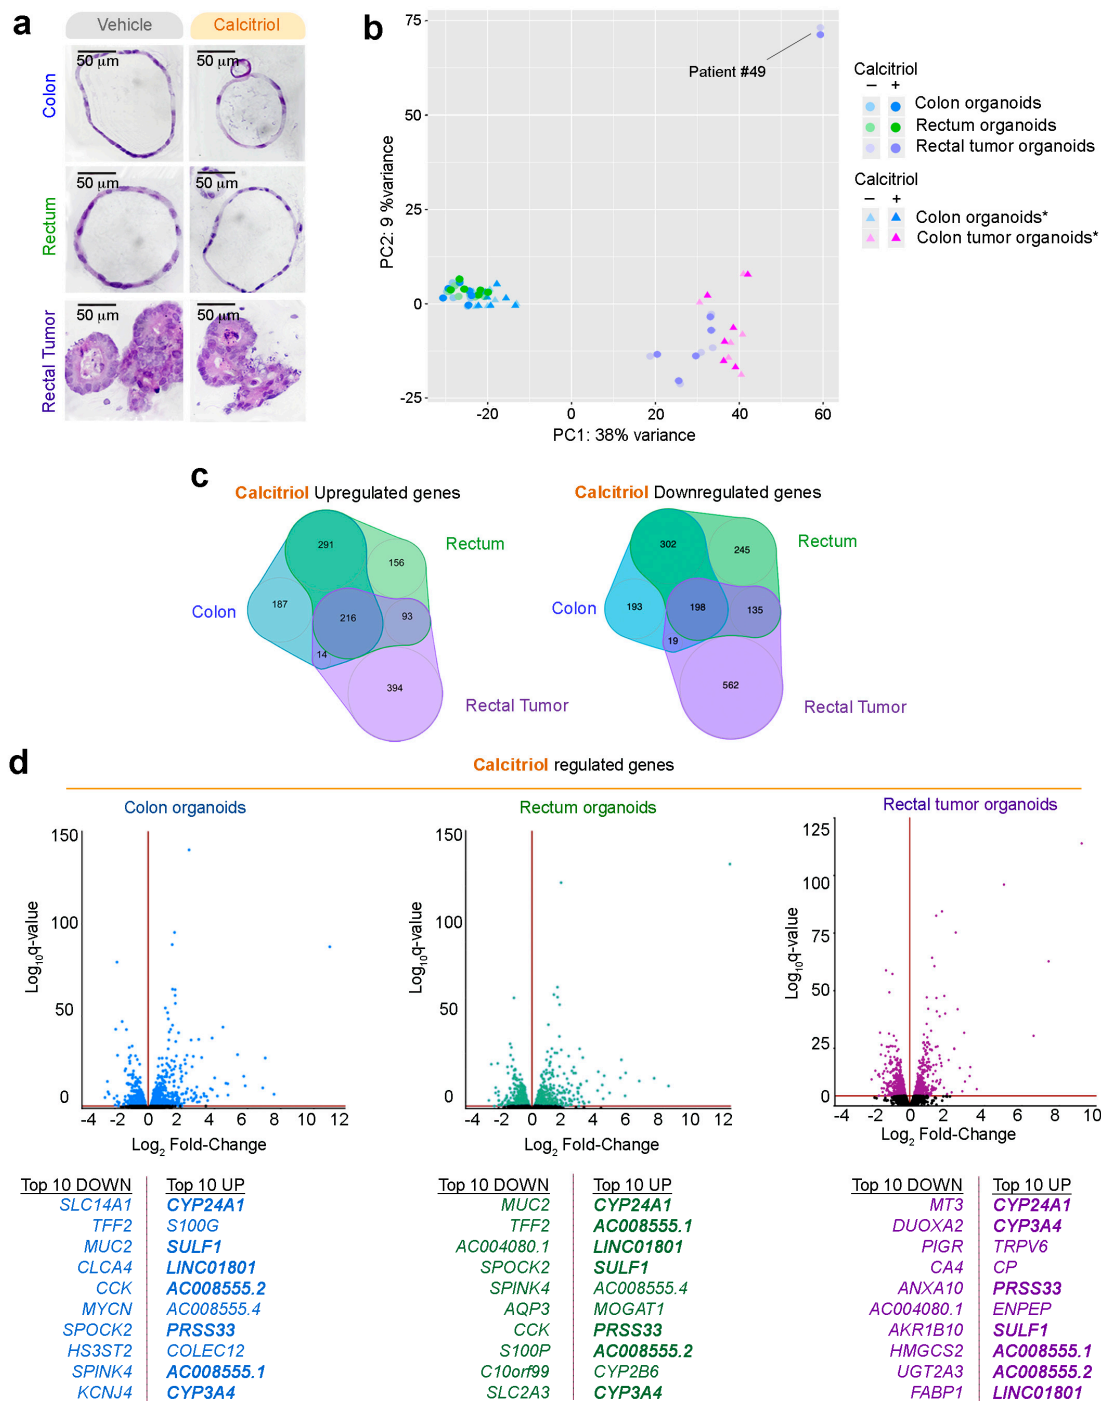 a
Vehicle
Calcitriol
50 µm
50 µm
Colon
50 µm
50 µm
Rectum
50 µm
50 µm
Rectal Tumor
b
75
50
25
0
-25
-20
0
20
40
60
PC2: 9 %variance
PC1: 38% variance
Patient #49
Calcitriol
− +
Colon organoids
Rectum organoids
Rectal tumor organoids
Calcitriol
− +
Colon organoids*
Colon tumor organoids*
c
Calcitriol Upregulated genes
Rectum
Colon
Rectal Tumor
291
156
187
216
93
14
394
Calcitriol Downregulated genes
Rectum
Colon
Rectal Tumor
302
245
193
198
135
19
562
d
Calcitriol regulated genes
Colon organoids
150
100
50
0
-4 -2 0 2 4 6 8 10 12
Log10q-value
Log2 Fold-Change
Rectum organoids
150
100
50
0
-4 -2 0 2 4 6 8 10 12
Log10q-value
Log2 Fold-Change
Rectal tumor organoids
125
100
75
50
25
0
-4 -2 0 2 4 6 8 10
Log10q-value
Log2 Fold-Change
Top 10 DOWN Top 10 UP
SLC14A1 CYP24A1
TFF2 S100G
MUC2 SULF1
CLCA4 LINC01801
CCK AC008555.2
MYCN AC008555.4
SPOCK2 PRSS33
HS3ST2 COLEC12
SPINK4 AC008555.1
KCNJ4 CYP3A4
Top 10 DOWN Top 10 UP
MUC2 CYP24A1
TFF2 AC008555.1
AC004080.1 LINC01801
SPOCK2 SULF1
SPINK4 AC008555.4
AQP3 MOGAT1
CCK PRSS33
S100P AC008555.2
C10orf99 CYP2B6
SLC2A3 CYP3A4
Top 10 DOWN Top 10 UP
MT3 CYP24A1
DUOXA2 CYP3A4
PIGR TRPV6
CA4 CP
ANXA10 PRSS33
AC004080.1 ENPEP
AKR1B10 SULF1
HMGCS2 AC008555.1
UGT2A3 AC008555.2
FABP1 LINC01801